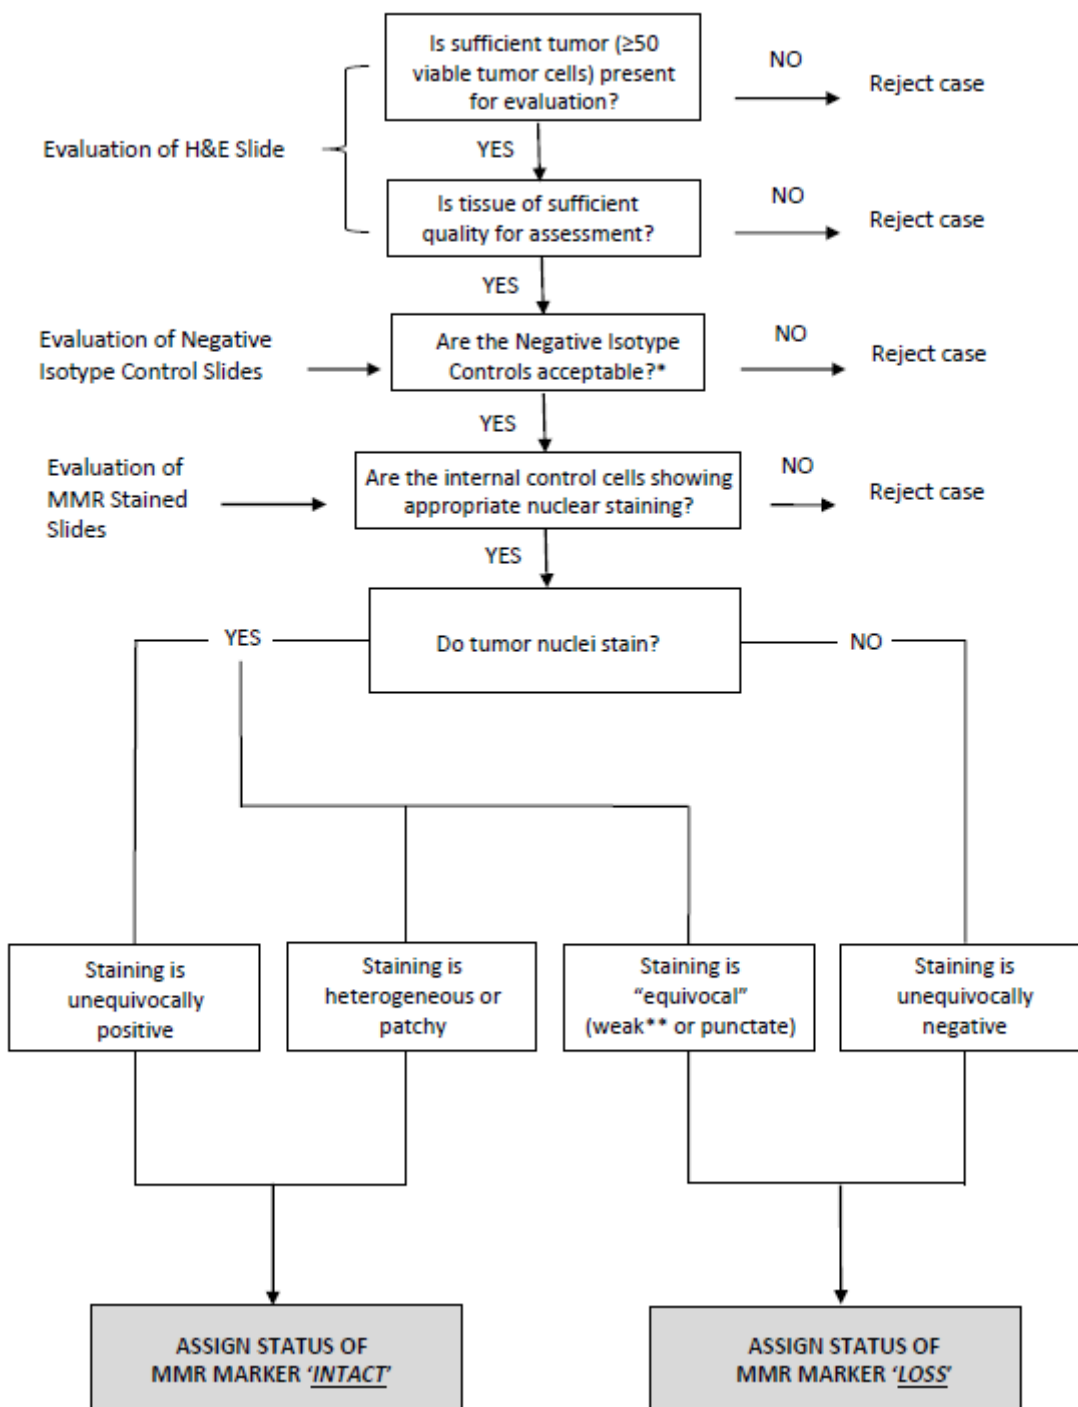 Is sufficient tumor (≥50
viable tumor cells) present
for evaluation?
NO
Reject case
Evaluation of H&E Slide
YES
Is tissue of sufficient
quality for assessment?
NO
Reject case
YES
Evaluation of Negative
Isotype Control Slides
Are the Negative Isotype
Controls acceptable?*
NO
Reject case
YES
Evaluation of
MMR Stained
Slides
Are the internal control cells showing
appropriate nuclear staining?
NO
Reject case
YES
YES
Do tumor nuclei stain?
NO
Staining is
unequivocally
positive
Staining is
heterogeneous or
patchy
Staining is
“equivocal”
(weak** or punctate)
Staining is
unequivocally
negative
ASSIGN STATUS OF
MMR MARKER ‘INTACT’
ASSIGN STATUS OF
MMR MARKER ‘LOSS’